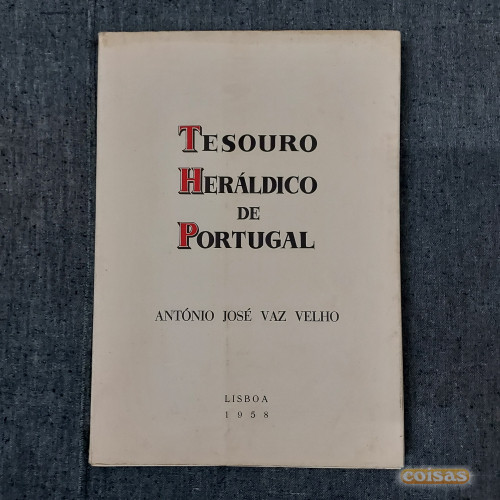 TESOURO
HERÁLDICO
DE
PORTUGAL
ANTÓNIO JOSÉ VAZ VELHO
LISBOA
1958
coisas